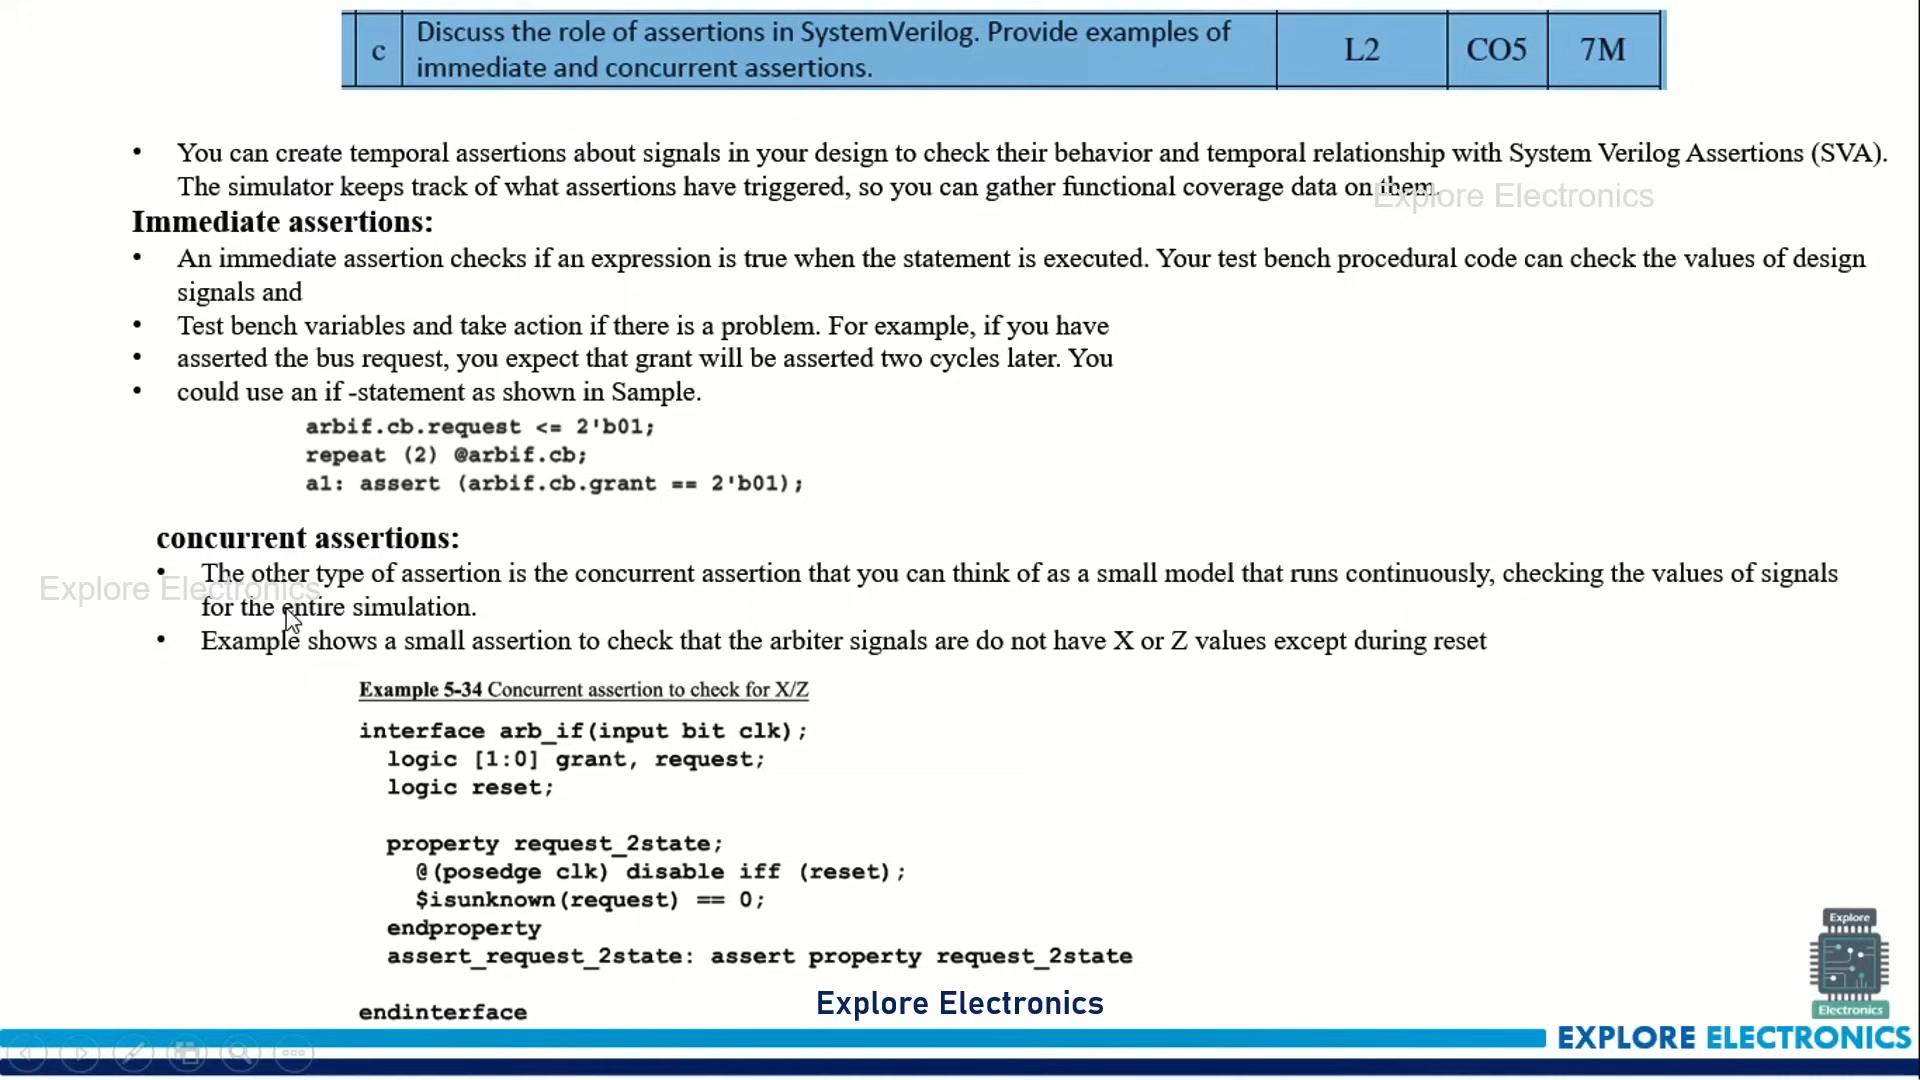 c
Discuss the role of assertions in SystemVerilog. Provide examples of
immediate and concurrent assertions.
L2
CO5
7M
• You can create temporal assertions about signals in your design to check their behavior and temporal relationship with System Verilog Assertions (SVA).
The simulator keeps track of what assertions have triggered, so you can gather functional coverage data on them.
Explore Electronics
Immediate assertions:
• An immediate assertion checks if an expression is true when the statement is executed. Your test bench procedural code can check the values of design
signals and
• Test bench variables and take action if there is a problem. For example, if you have
• asserted the bus request, you expect that grant will be asserted two cycles later. You
• could use an if -statement as shown in Sample.
arbif.cb.request <= 2'b01;
repeat (2) @arbif.cb;
a1: assert (arbif.cb.grant == 2'b01);
concurrent assertions:
• The other type of assertion is the concurrent assertion that you can think of as a small model that runs continuously, checking the values of signals
Explore Electronics
for the entire simulation.
• Example shows a small assertion to check that the arbiter signals are do not have X or Z values except during reset
Example 5-34 Concurrent assertion to check for X/Z
interface arb_if(input bit clk);
logic [1:0] grant, request;
logic reset;
property request_2state;
@(posedge clk) disable iff (reset);
$isunknown(request) == 0;
endproperty
assert_request_2state: assert property request_2state
endinterface
Explore Electronics
Explore
Electronics
EXPLORE ELECTRONICS